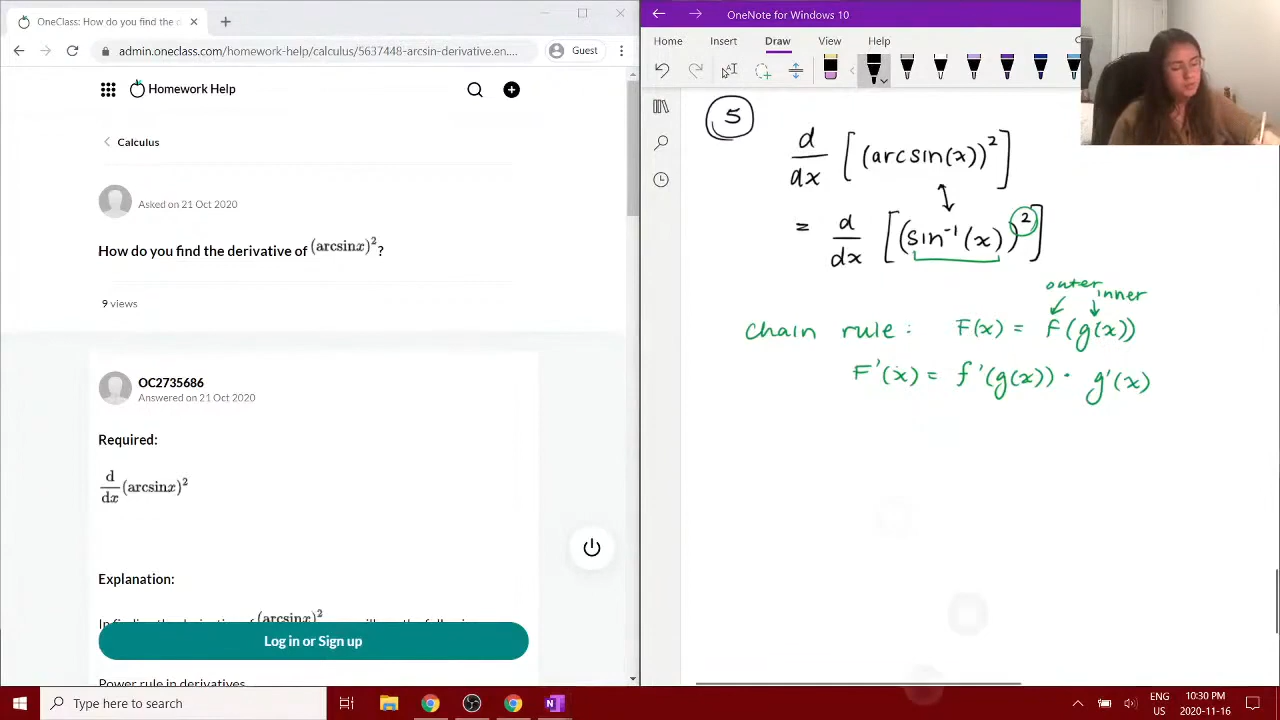 OneClass: How do you find the d
admin.oneclass.com/homework-help/calculus/5637448-arcsin-derivative.en....
Guest
Homework Help
Calculus
Asked on 21 Oct 2020
How do you find the derivative of (arcsinx)²?
9 views
OC2735686
Answered on 21 Oct 2020
Required:
d/dx (arcsinx)²
Explanation:
Log in or Sign up
Power rule in derivatives
OneNote for Windows 10
Home Insert Draw View Help
5
d/dx [(arcsin(x))²]
= d/dx [(sin⁻¹(x))²]
outer
inner
chain rule: F(x) = f(g(x))
F'(x) = f'(g(x)) · g'(x)
Type here to search
ENG
US
10:30 PM
2020-11-16